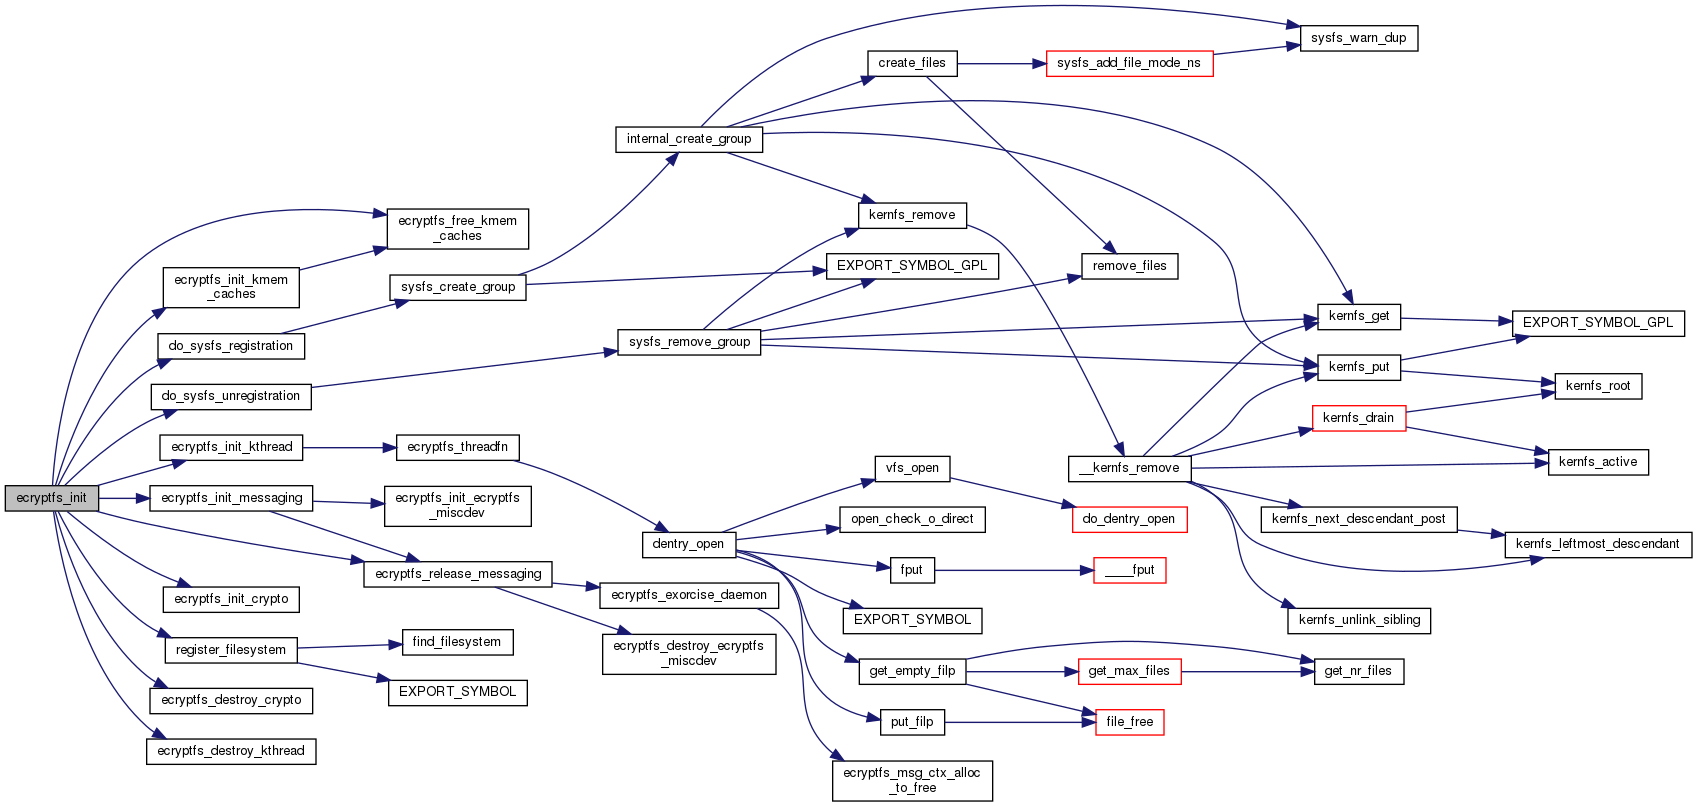 ecryptfs_init
ecryptfs_free_kmem
_caches
ecryptfs_init_kmem
_caches
do_sysfs_registration
do_sysfs_unregistration
ecryptfs_init_kthread
ecryptfs_init_messaging
ecryptfs_init_crypto
register_filesystem
ecryptfs_destroy_crypto
ecryptfs_destroy_kthread
sysfs_create_group
ecryptfs_threadfn
ecryptfs_init_ecryptfs
_miscdev
ecryptfs_release_messaging
find_filesystem
EXPORT_SYMBOL
internal_create_group
sysfs_remove_group
dentry_open
ecryptfs_exorcise_daemon
ecryptfs_destroy_ecryptfs
_miscdev
create_files
kernfs_remove
EXPORT_SYMBOL_GPL
vfs_open
open_check_o_direct
fput
EXPORT_SYMBOL
get_empty_filp
put_filp
ecryptfs_msg_ctx_alloc
_to_free
sysfs_add_file_mode_ns
remove_files
__kernfs_remove
do_dentry_open
____fput
get_max_files
file_free
sysfs_warn_dup
kernfs_get
kernfs_put
kernfs_drain
kernfs_next_descendant_post
kernfs_unlink_sibling
get_nr_files
EXPORT_SYMBOL_GPL
kernfs_root
kernfs_active
kernfs_leftmost_descendant